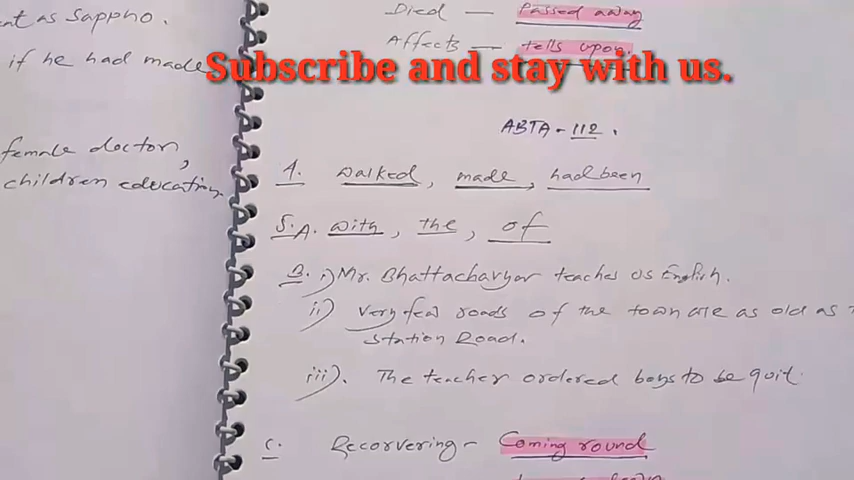 nt as Sappho.
if he had made
female doctor,
children education.
Died — Passed away
Affects — tells upon.
Subscribe and stay with us.
ABTA - 112.
4. walked, made, had been
5.A. with, the, of
B. i) Mr. Bhattacharyar teaches us English.
ii) Very few roads of the town are as old as
Station Road.
iii). The teacher ordered boys to be quit.
C. Recorvering - Coming round